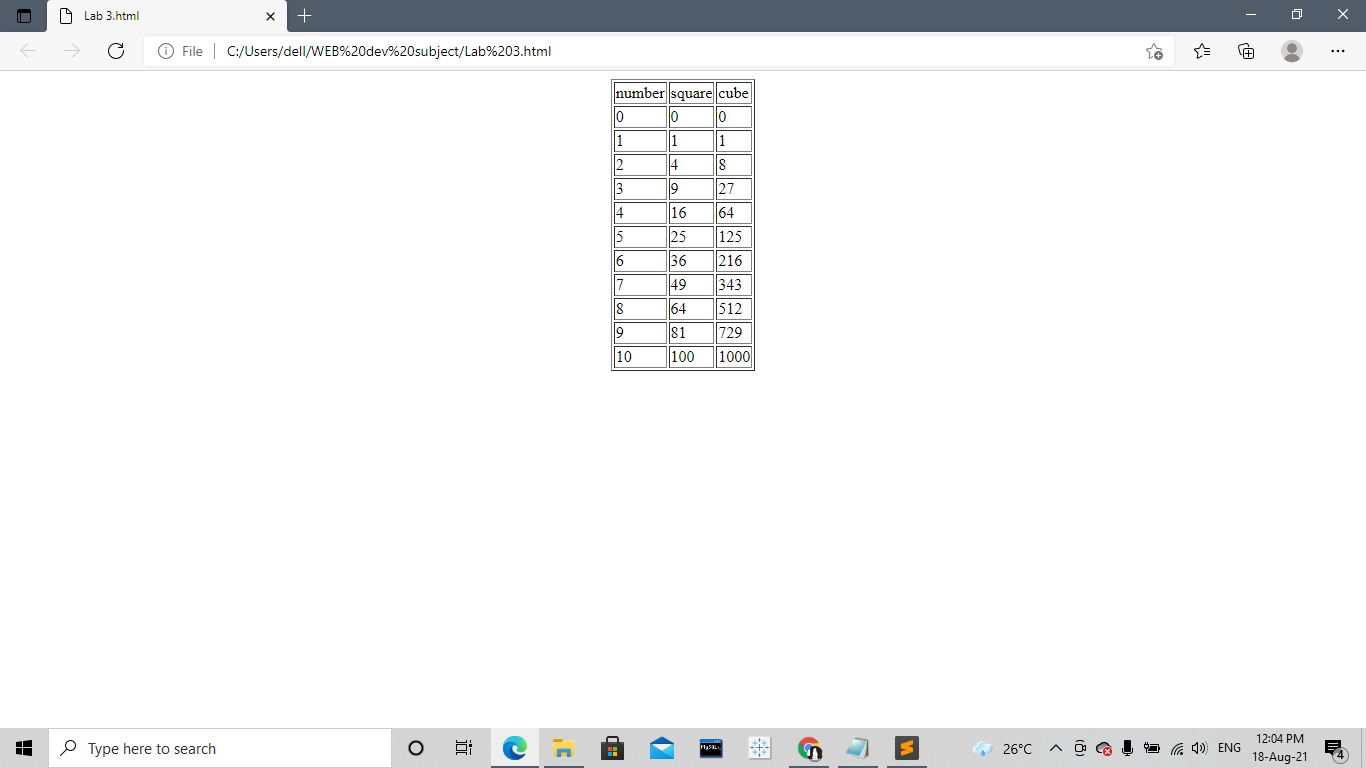 Lab 3.html
File C:/Users/dell/WEB%20dev%20subject/Lab%203.html
number square cube
0 0 0
1 1 1
2 4 8
3 9 27
4 16 64
5 25 125
6 36 216
7 49 343
8 64 512
9 81 729
10 100 1000
Type here to search
MySQL
26°C
ENG
12:04 PM
18-Aug-21
4